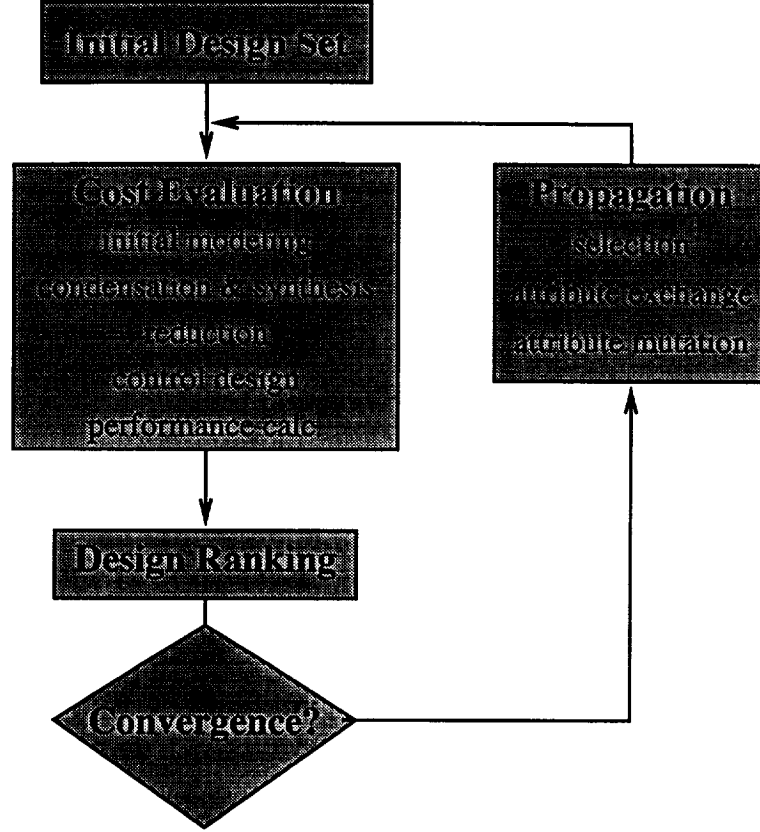 Initial Design Set
Cost Evaluation
initial modeling
condensation & synthesis
reduction
control design
performance calc
Design Ranking
Convergence?
Propagation
selection
attribute exchange
attribute mutation